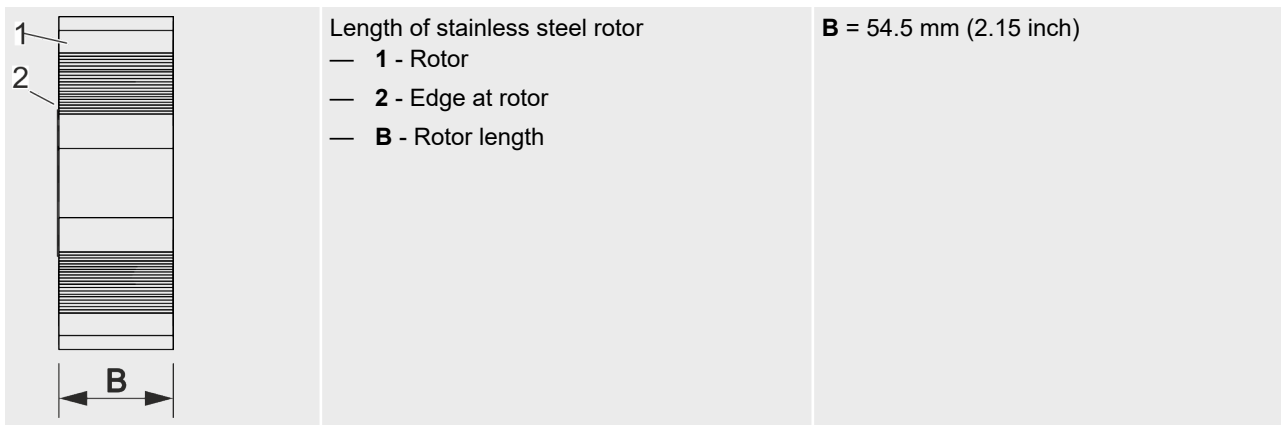 1
2
B
Length of stainless steel rotor
— 1 - Rotor
— 2 - Edge at rotor
— B - Rotor length
B = 54.5 mm (2.15 inch)